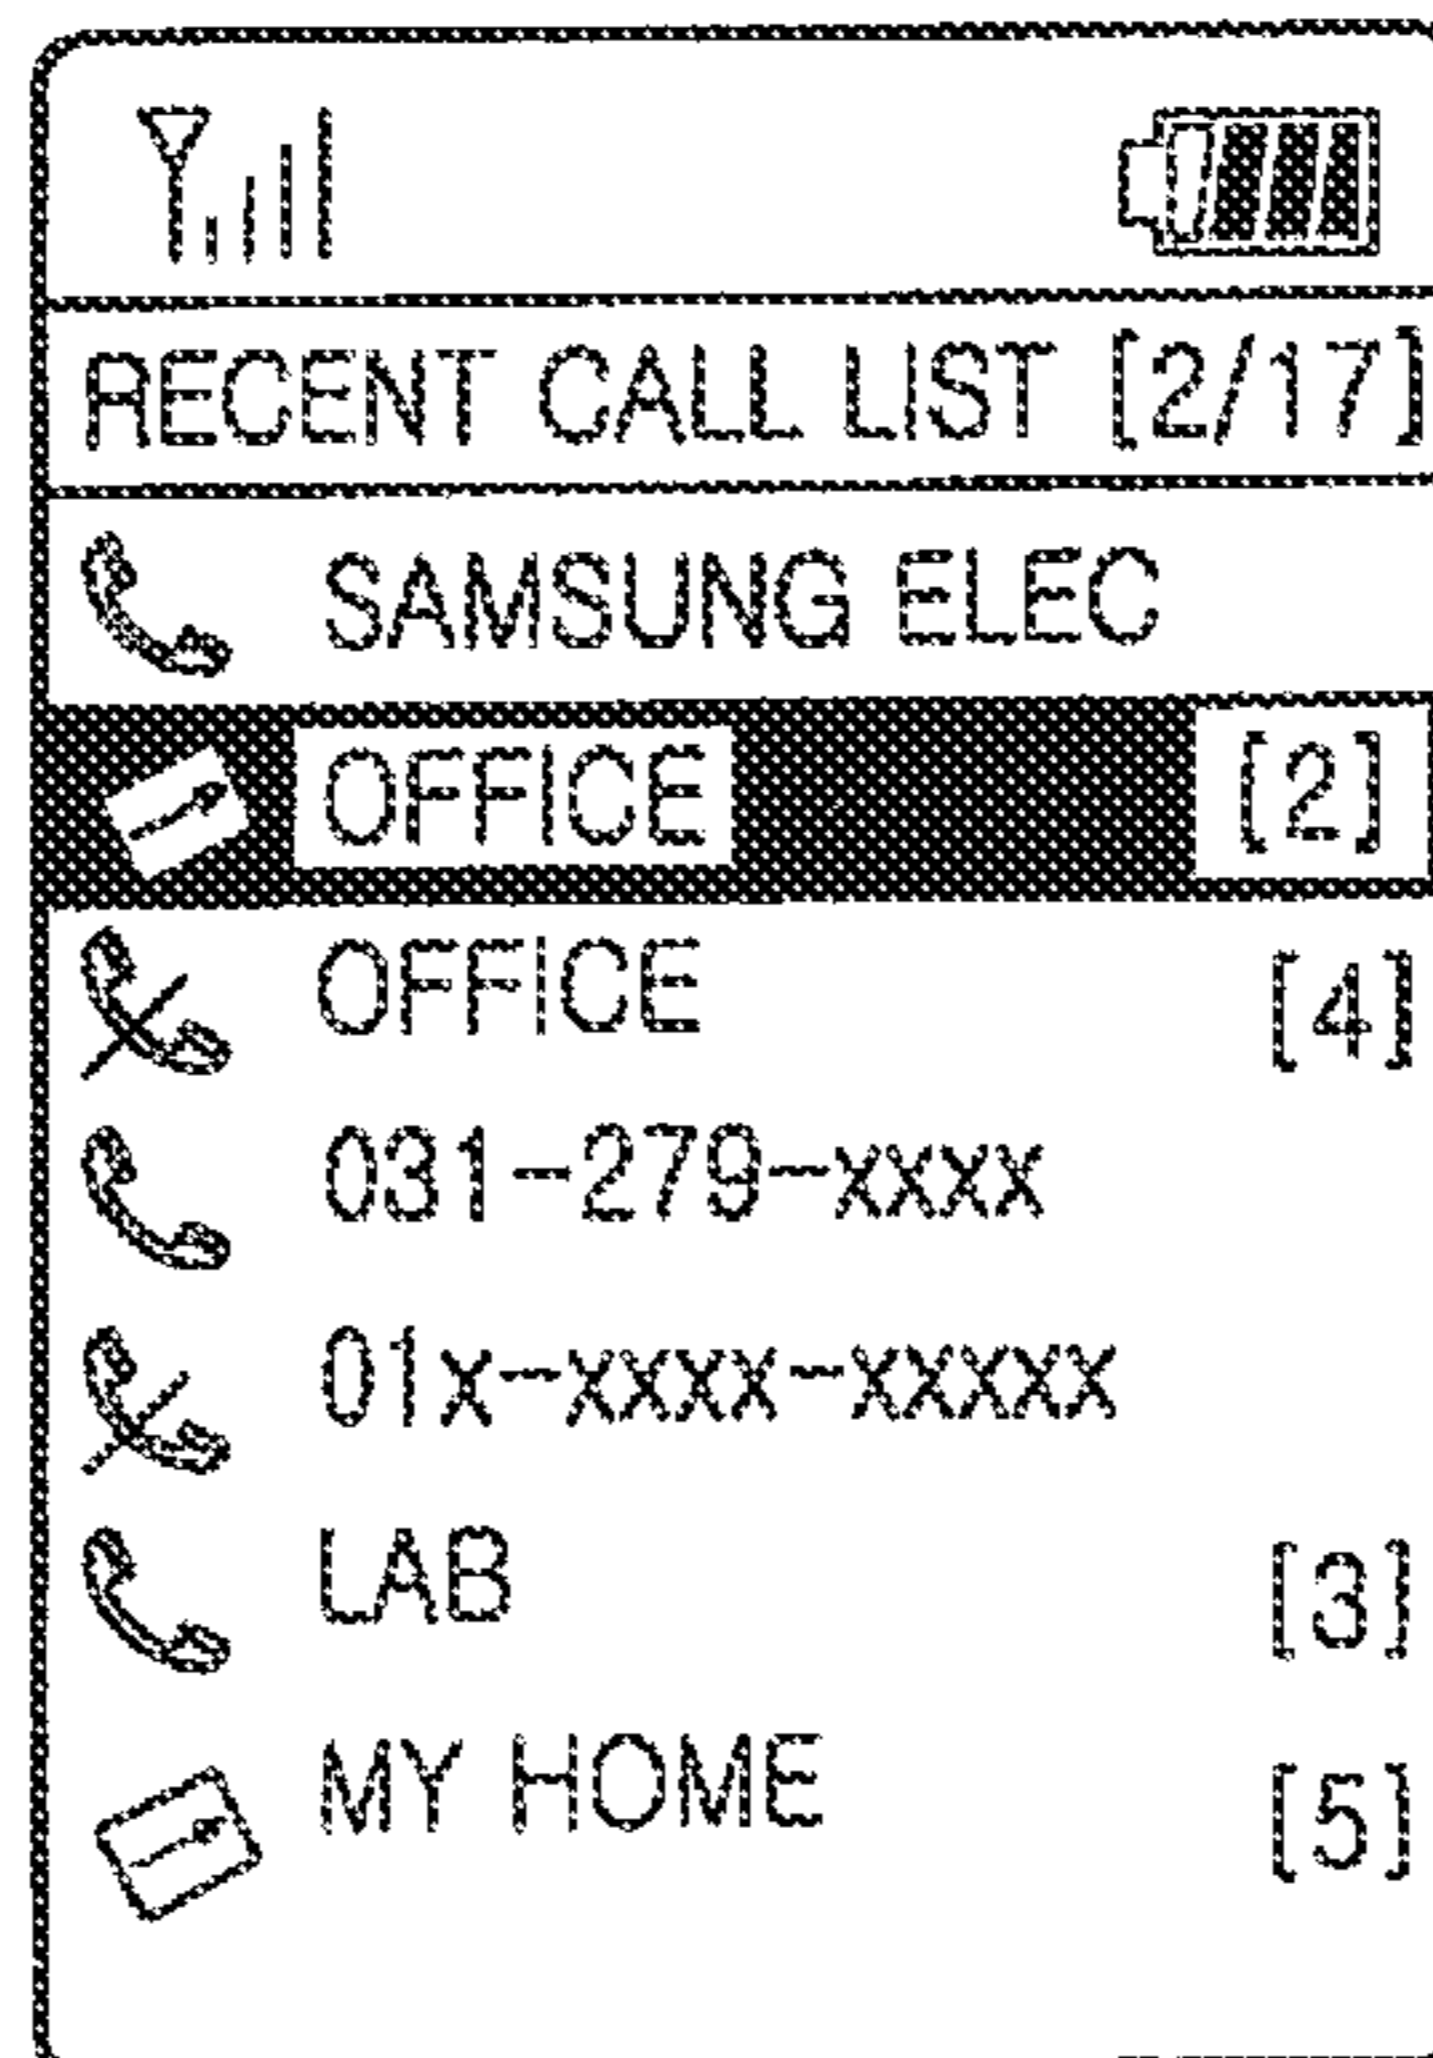 RECENT CALL LIST [2/17]
SAMSUNG ELEC
OFFICE [2]
OFFICE [4]
031-279-xxxx
01x-xxxx-xxxxx
LAB [3]
MY HOME [5]